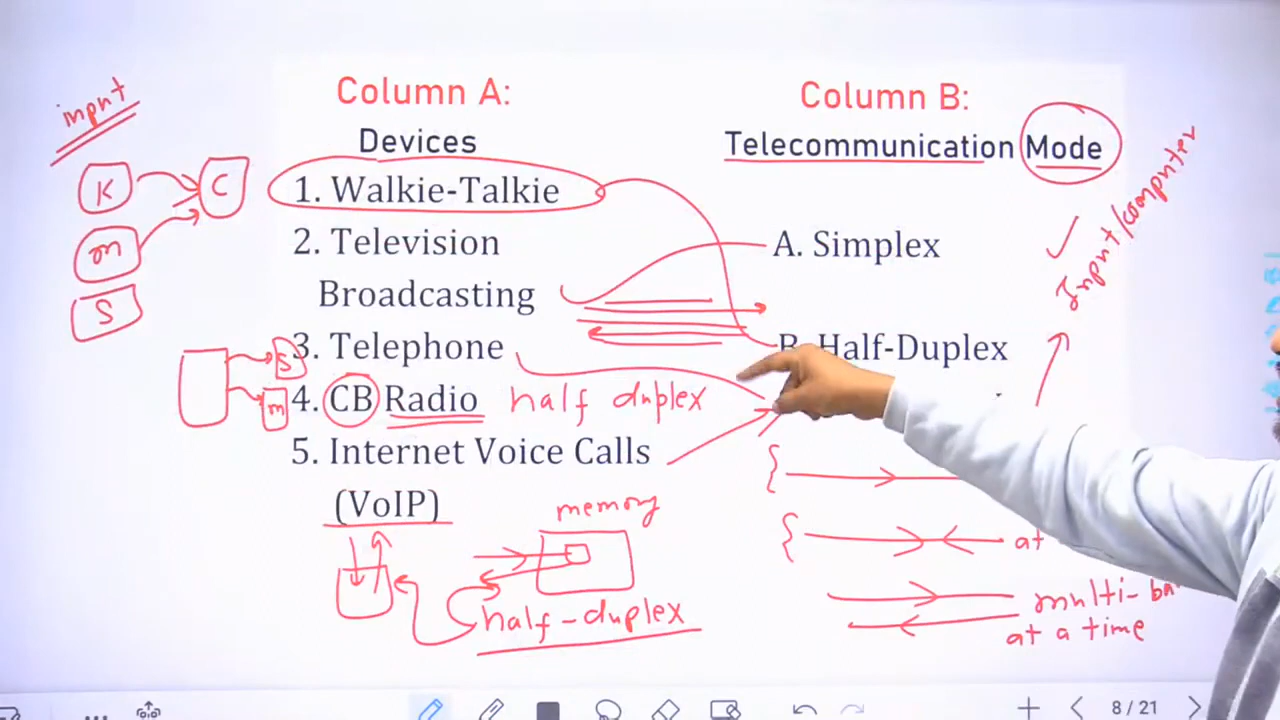 input
Column A:
Column B:
Devices
Telecommunication Mode
K
C
1. Walkie-Talkie
m
2. Television
A. Simplex
Input/computer
Broadcasting
S
3. Telephone
B. Half-Duplex
S
m
4. CB Radio half duplex
5. Internet Voice Calls
(VoIP)
memory
at
half-duplex
multi-ba
at a time
8 / 21